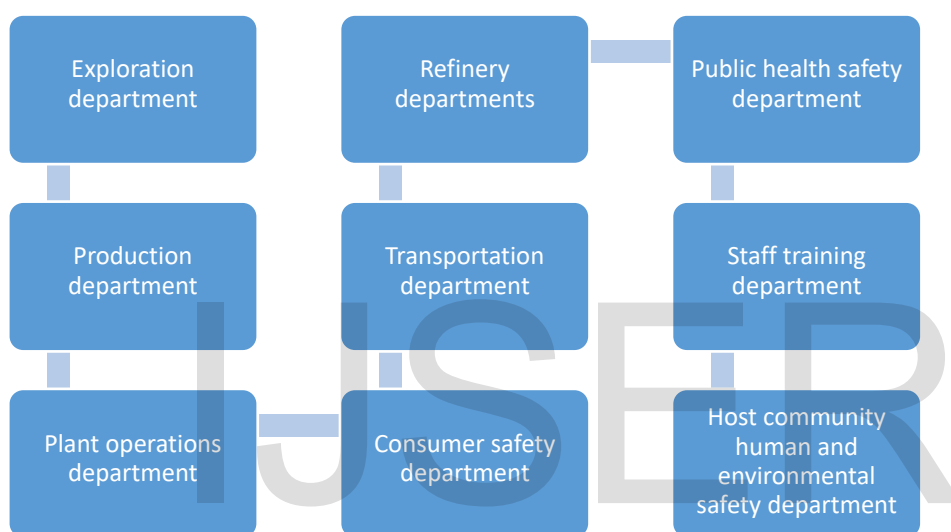 Exploration
department
Refinery
departments
Public health safety
department
Production
department
Transportation
department
Staff training
department
Plant operations
department
Consumer safety
department
Host community
human and
environmental
safety department
IJSER